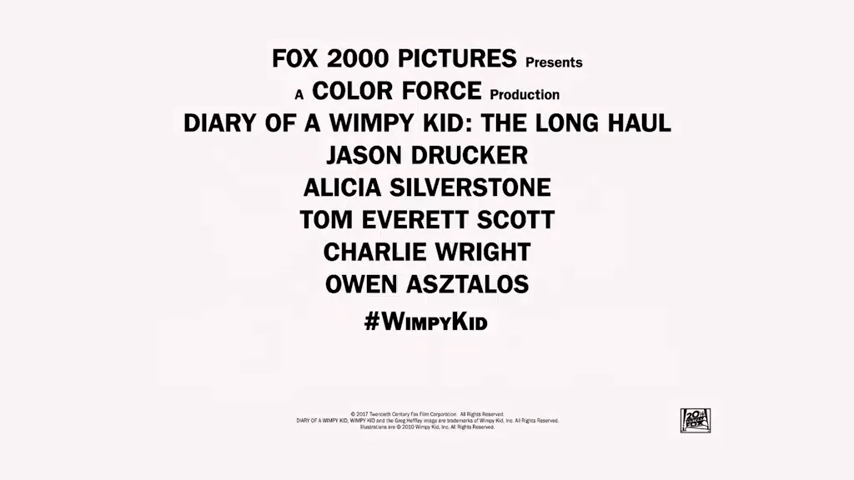 FOX 2000 PICTURES Presents
A COLOR FORCE Production
DIARY OF A WIMPY KID: THE LONG HAUL
JASON DRUCKER
ALICIA SILVERSTONE
TOM EVERETT SCOTT
CHARLIE WRIGHT
OWEN ASZTALOS
#WIMPYKID
© 2017 Twentieth Century Fox Film Corporation. All Rights Reserved.
DIARY OF A WIMPY KID, WIMPY KID and the Greg Heffley image are trademarks of Wimpy Kid, Inc. All Rights Reserved.
Illustrations are © 2010 Wimpy Kid, Inc. All Rights Reserved.
20th CENTURY FOX